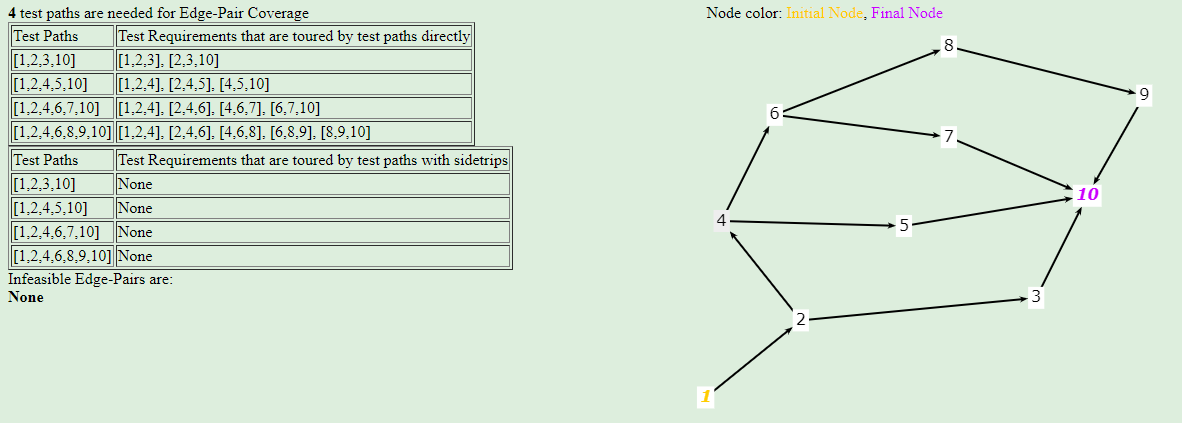 4 test paths are needed for Edge-Pair Coverage
Test Paths Test Requirements that are toured by test paths directly
[1,2,3,10] [1,2,3], [2,3,10]
[1,2,4,5,10] [1,2,4], [2,4,5], [4,5,10]
[1,2,4,6,7,10] [1,2,4], [2,4,6], [4,6,7], [6,7,10]
[1,2,4,6,8,9,10] [1,2,4], [2,4,6], [4,6,8], [6,8,9], [8,9,10]
Test Paths Test Requirements that are toured by test paths with sidetrips
[1,2,3,10] None
[1,2,4,5,10] None
[1,2,4,6,7,10] None
[1,2,4,6,8,9,10] None
Infeasible Edge-Pairs are:
None
Node color: Initial Node, Final Node
8
9
6
7
10
4
5
3
2
1